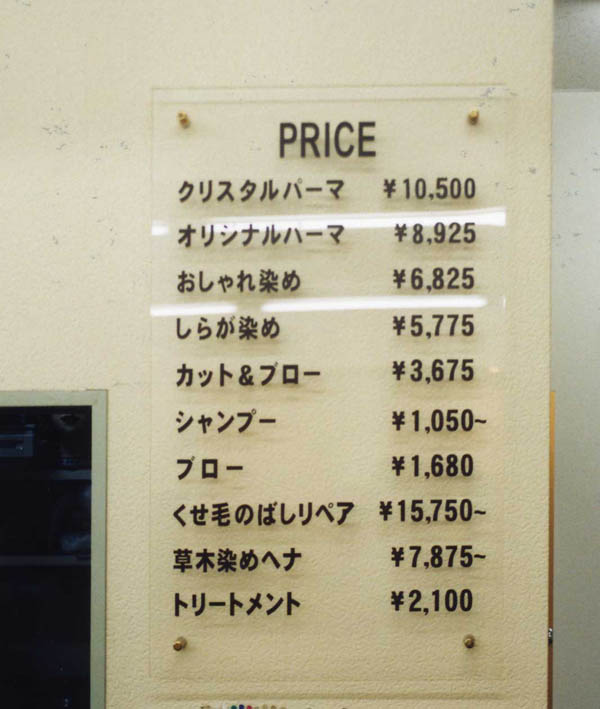 PRICE
クリスタルパーマ ¥10,500
オリジナルパーマ ¥8,925
おしゃれ染め ¥6,825
しらが染め ¥5,775
カット&ブロー ¥3,675
シャンプー ¥1,050~
ブロー ¥1,680
くせ毛のばしリペア ¥15,750~
草木染めヘナ ¥7,875~
トリートメント ¥2,100